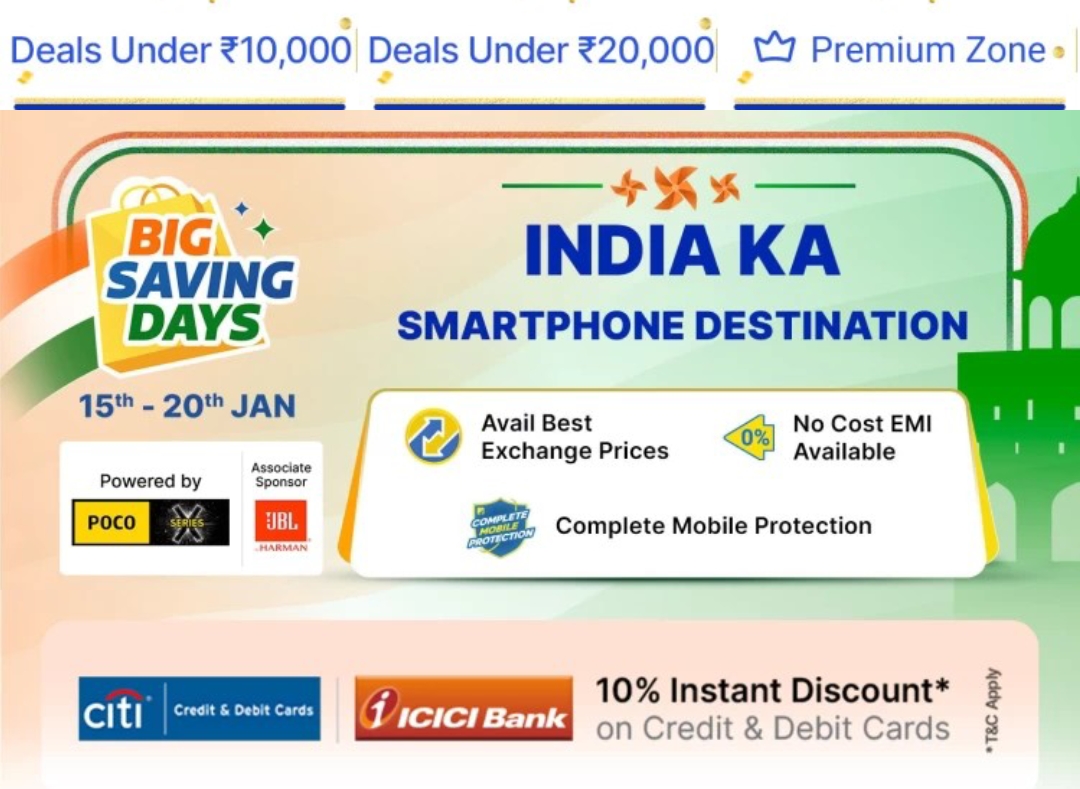 Deals Under ₹10,000
Deals Under ₹20,000
Premium Zone
BIG
SAVING
DAYS
15th - 20th JAN
Powered by
POCO
X
SERIES
Associate
Sponsor
JBL
by HARMAN
INDIA KA
SMARTPHONE DESTINATION
Avail Best
Exchange Prices
0%
No Cost EMI
Available
COMPLETE
MOBILE
PROTECTION
Complete Mobile Protection
citi
Credit & Debit Cards
ICICI Bank
10% Instant Discount*
on Credit & Debit Cards
*T&C Apply